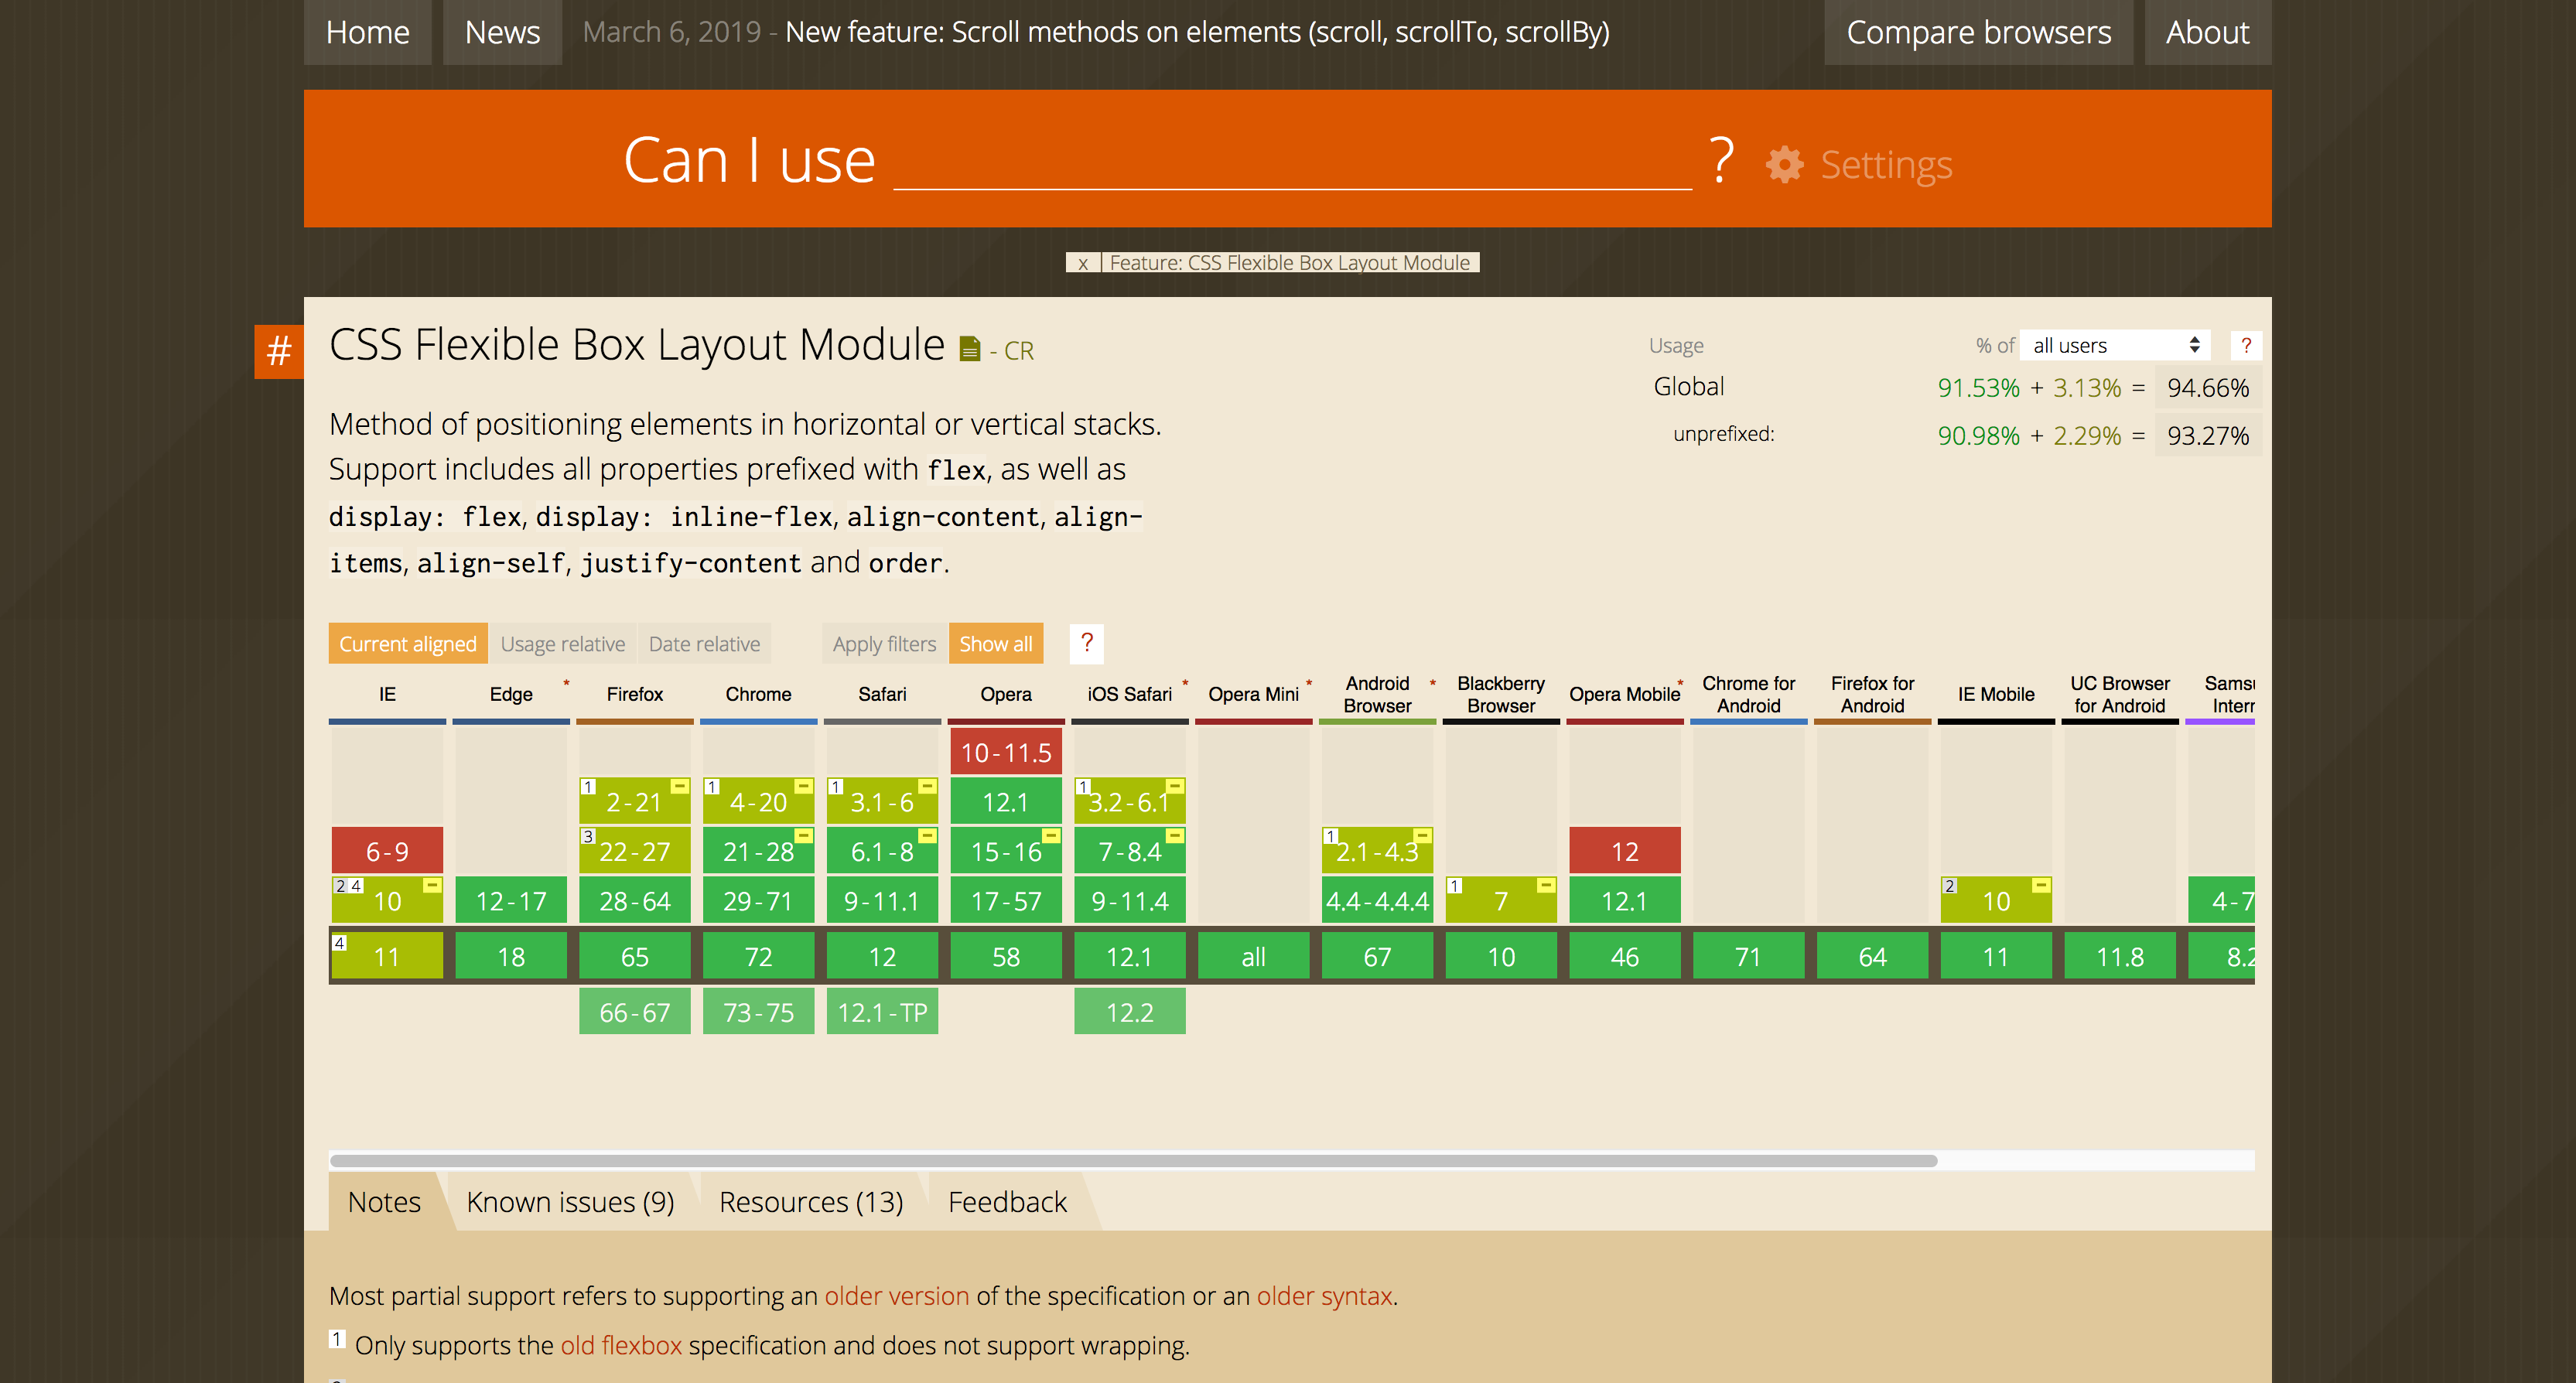 Home News March 6, 2019 - New feature: Scroll methods on elements (scroll, scrollTo, scrollBy) Compare browsers About
Can I use ? Settings
x Feature: CSS Flexible Box Layout Module
# CSS Flexible Box Layout Module - CR
Usage % of all users ?
Global 91.53% + 3.13% = 94.66%
unprefixed: 90.98% + 2.29% = 93.27%
Method of positioning elements in horizontal or vertical stacks.
Support includes all properties prefixed with flex, as well as
display: flex, display: inline-flex, align-content, align-
items, align-self, justify-content and order.
Current aligned Usage relative Date relative Apply filters Show all ?
IE Edge * Firefox Chrome Safari Opera iOS Safari * Opera Mini * Android Browser * Blackberry Browser Opera Mobile * Chrome for Android Firefox for Android IE Mobile UC Browser for Android
10-11.5
1 2-21 1 4-20 1 3.1-6 12.1 1 3.2-6.1
6-9 3 22-27 21-28 6.1-8 15-16 7-8.4 1 2.1-4.3 12
2 4 10 12-17 28-64 29-71 9-11.1 17-57 9-11.4 4.4-4.4.4 1 7 12.1 2 10 4-7
4 11 18 65 72 12 58 12.1 all 67 10 46 71 64 11 11.8 8.2
66-67 73-75 12.1-TP 12.2
Notes Known issues (9) Resources (13) Feedback
Most partial support refers to supporting an older version of the specification or an older syntax.
1 Only supports the old flexbox specification and does not support wrapping.